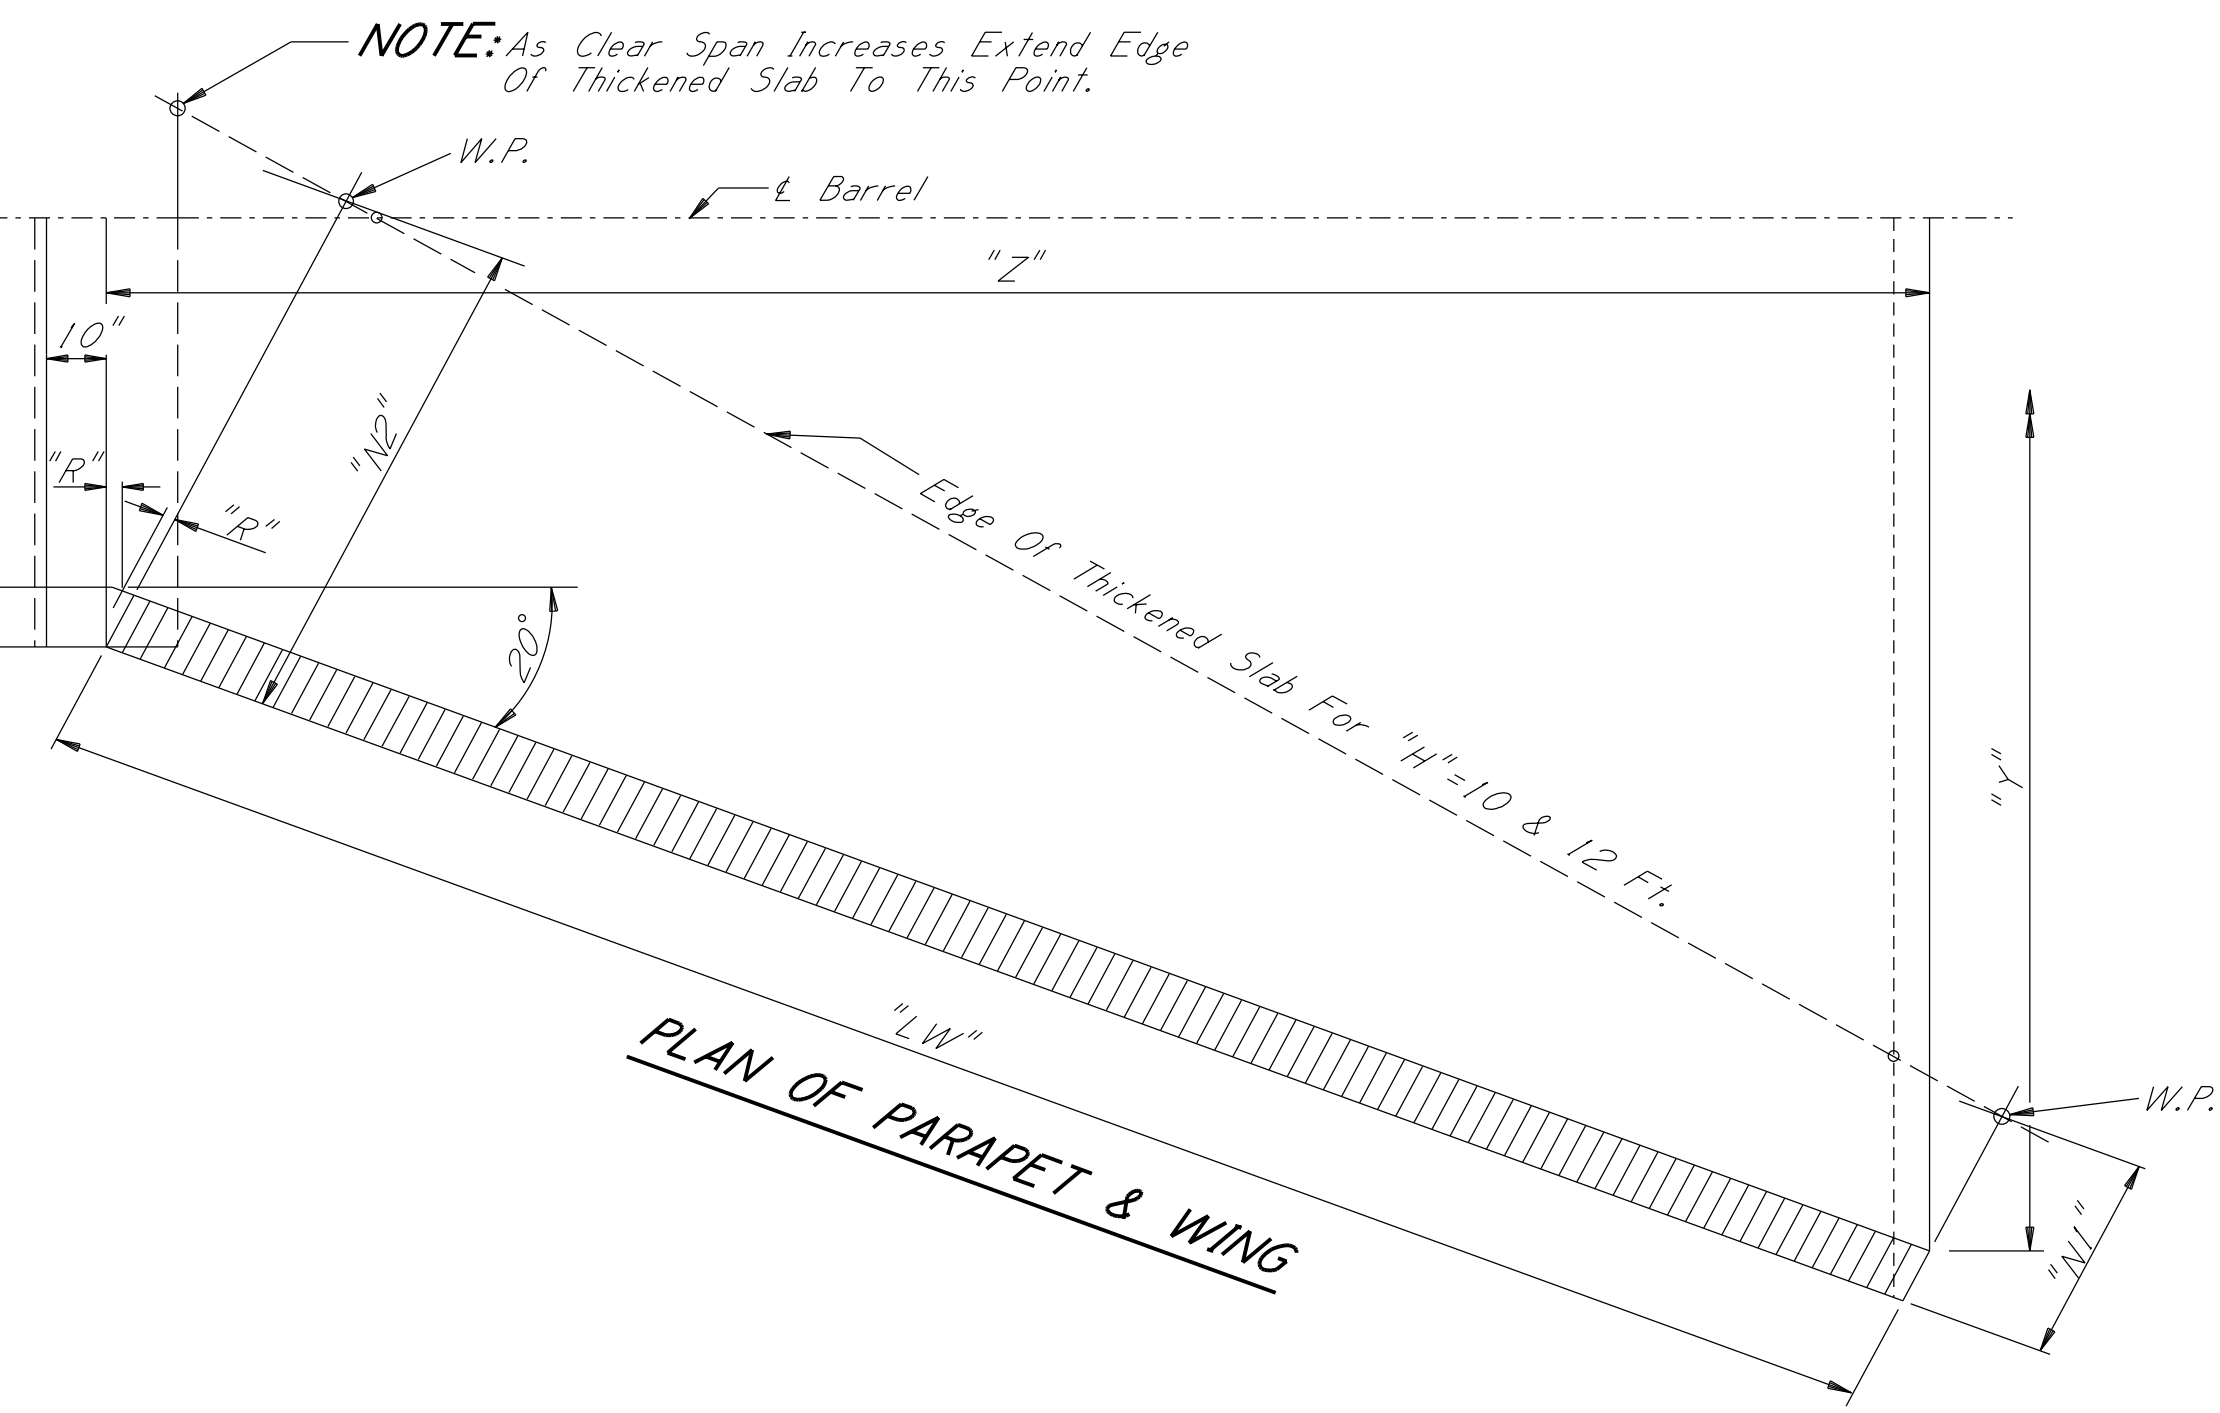 NOTE: As Clear Span Increases Extend Edge
Of Thickened Slab To This Point.
W.P.
℄ Barrel
"Z"
10"
"N2"
"R"
"R"
20°
Edge Of Thickened Slab For "H"=10 & 12 Ft.
"Y"
"LW"
W.P.
"N1"
PLAN OF PARAPET & WING